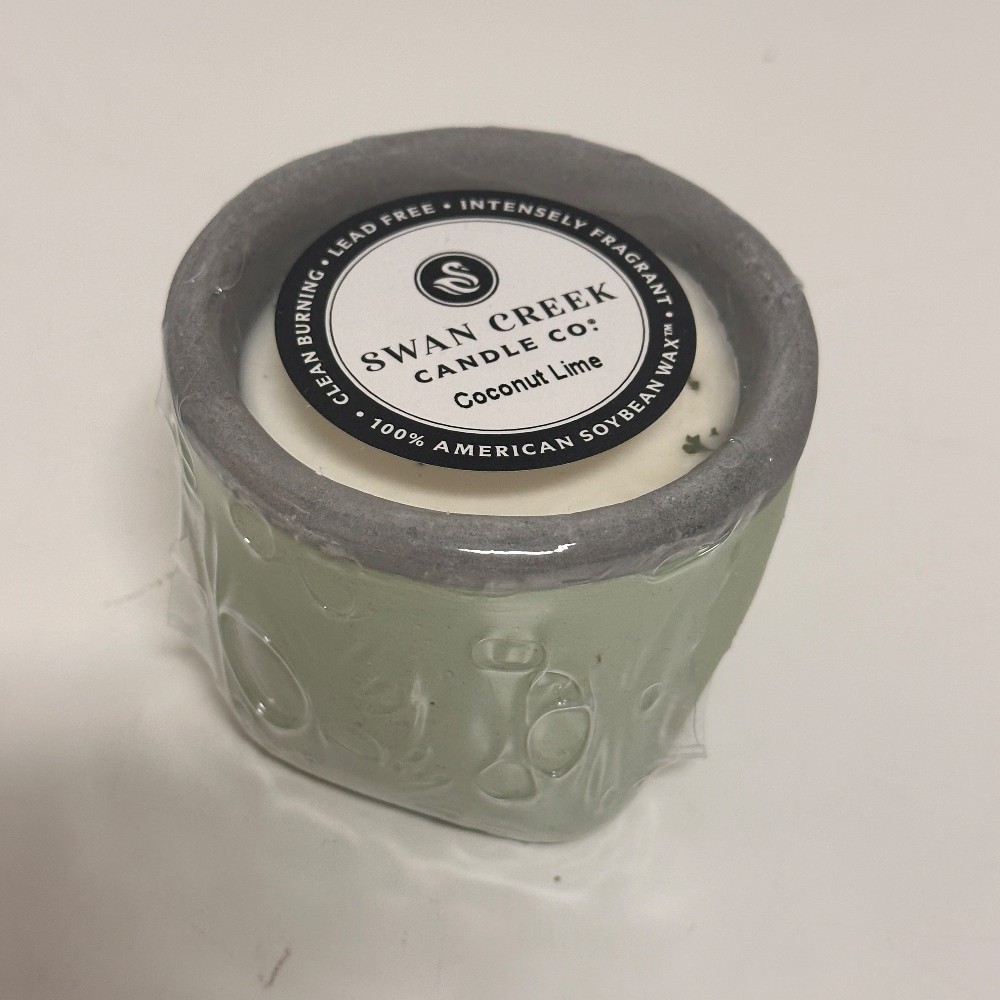 • CLEAN BURNING • LEAD FREE • INTENSELY FRAGRANT •
SWAN CREEK
CANDLE CO.®
Coconut Lime
100% AMERICAN SOYBEAN WAX™